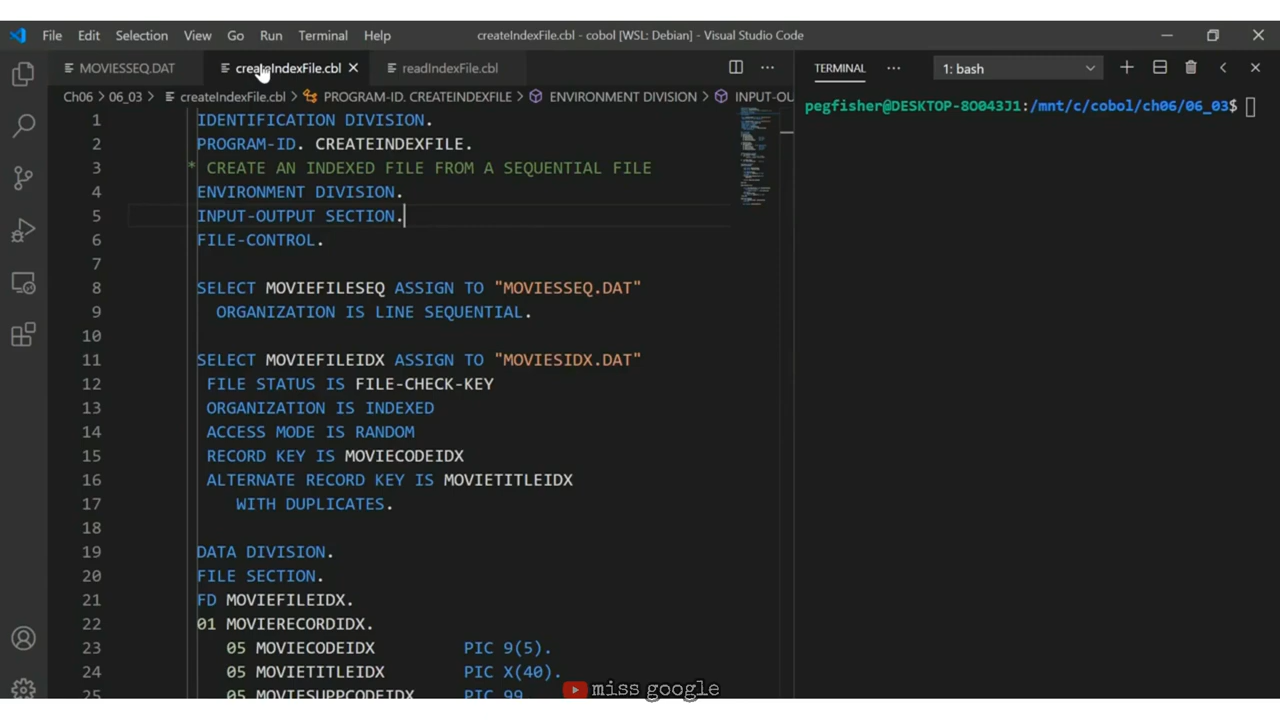 File Edit Selection View Go Run Terminal Help createIndexFile.cbl - cobol [WSL: Debian] - Visual Studio Code
MOVIESSEQ.DAT createIndexFile.cbl readIndexFile.cbl TERMINAL 1: bash
Ch06 > 06_03 > createIndexFile.cbl > PROGRAM-ID. CREATEINDEXFILE > ENVIRONMENT DIVISION > INPUT-OU
pegfisher@DESKTOP-8O043J1:/mnt/c/cobol/ch06/06_03$
1 IDENTIFICATION DIVISION.
2 PROGRAM-ID. CREATEINDEXFILE.
3 * CREATE AN INDEXED FILE FROM A SEQUENTIAL FILE
4 ENVIRONMENT DIVISION.
5 INPUT-OUTPUT SECTION.
6 FILE-CONTROL.
7
8 SELECT MOVIEFILESEQ ASSIGN TO "MOVIESSEQ.DAT"
9 ORGANIZATION IS LINE SEQUENTIAL.
10
11 SELECT MOVIEFILEIDX ASSIGN TO "MOVIESIDX.DAT"
12 FILE STATUS IS FILE-CHECK-KEY
13 ORGANIZATION IS INDEXED
14 ACCESS MODE IS RANDOM
15 RECORD KEY IS MOVIECODEIDX
16 ALTERNATE RECORD KEY IS MOVIETITLEIDX
17 WITH DUPLICATES.
18
19 DATA DIVISION.
20 FILE SECTION.
21 FD MOVIEFILEIDX.
22 01 MOVIERECORDIDX.
23 05 MOVIECODEIDX PIC 9(5).
24 05 MOVIETITLEIDX PIC X(40).
25 05 MOVIESUPPCODEIDX PIC 99
miss google